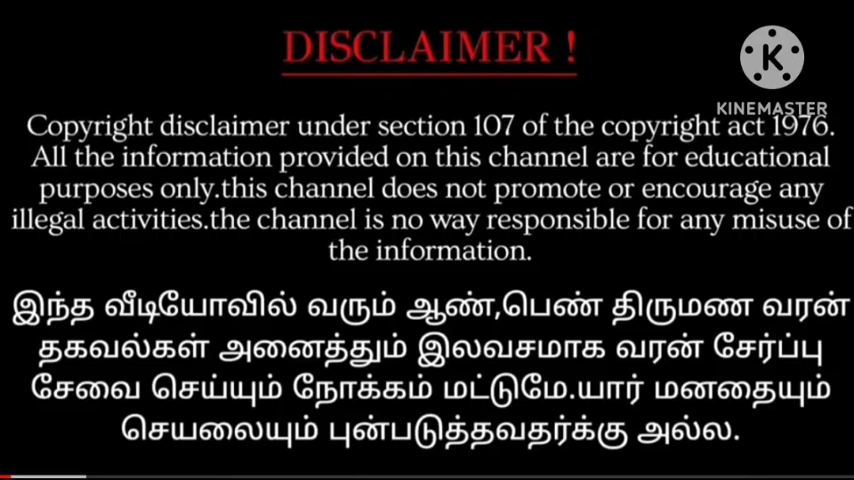 DISCLAIMER !
KINEMASTER
Copyright disclaimer under section 107 of the copyright act 1976.
All the information provided on this channel are for educational
purposes only.this channel does not promote or encourage any
illegal activities.the channel is no way responsible for any misuse of
the information.
இந்த வீடியோவில் வரும் ஆண்,பெண் திருமண வரன்
தகவல்கள் அனைத்தும் இலவசமாக வரன் சேர்ப்பு
சேவை செய்யும் நோக்கம் மட்டுமே.யார் மனதையும்
செயலையும் புன்படுத்தவதர்க்கு அல்ல.